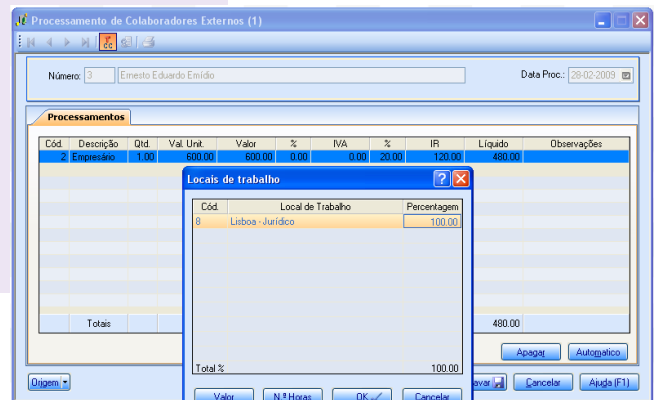 Processamento de Colaboradores Externos (1)
Número: 3 Ernesto Eduardo Emídio Data Proc.: 28-02-2009
Processamentos
Cód. Descrição Qtd. Val. Unit. Valor % IVA % IR Líquido Observações
2 Empresário 1.00 600.00 600.00 0.00 0.00 20.00 120.00 480.00
Locais de trabalho
Cód. Local de Trabalho Percentagem
8 Lisboa - Jurídico 100.00
Totais 480.00
Apagar Automatico
Total % 100.00
Origem avar Cancelar Ajuda (F1)
Valor N.º Horas OK Cancelar